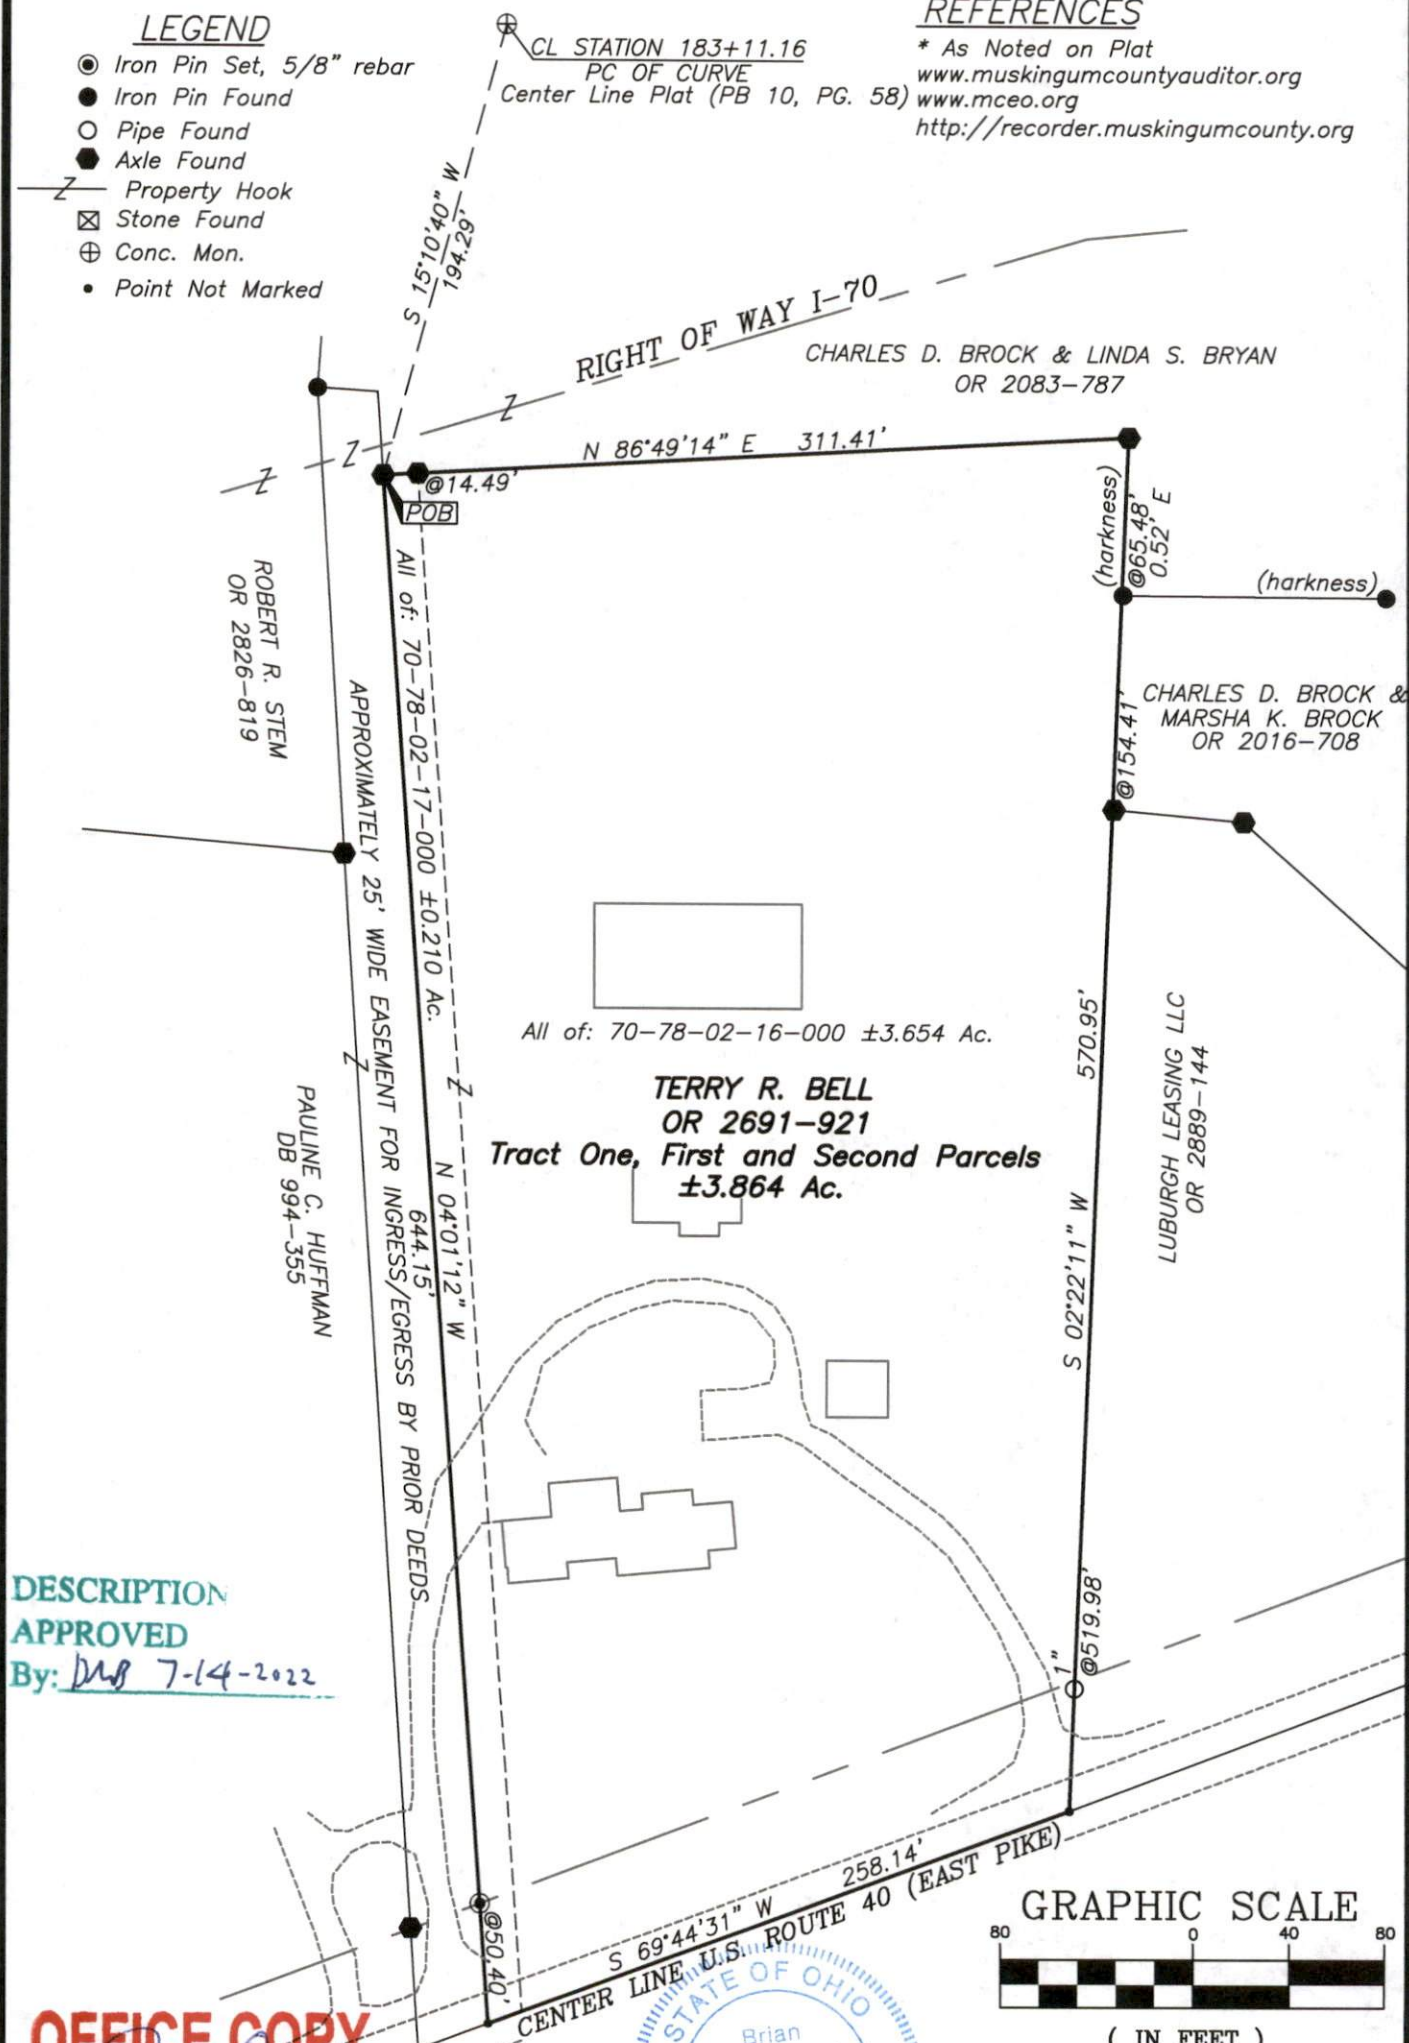 LEGEND
Iron Pin Set, 5/8" rebar
Iron Pin Found
Pipe Found
Axle Found
Z Property Hook
Stone Found
Conc. Mon.
Point Not Marked
CL STATION 183+11.16
PC OF CURVE
Center Line Plat (PB 10, PG. 58)
REFERENCES
* As Noted on Plat
www.muskingumcountyauditor.org
www.mceo.org
http://recorder.muskingumcounty.org
S 15°10'40" W
194.29'
RIGHT OF WAY I-70
CHARLES D. BROCK & LINDA S. BRYAN
OR 2083-787
Z
Z
Z
N 86°49'14" E 311.41'
@14.49'
POB
(harkness)
@65.48'
0.52' E
(harkness)
ROBERT R. STEM
OR 2826-819
All of: 70-78-02-17-000 ±0.210 Ac.
APPROXIMATELY 25' WIDE EASEMENT FOR INGRESS/EGRESS BY PRIOR DEEDS
CHARLES D. BROCK &
MARSHA K. BROCK
OR 2016-708
@154.41'
All of: 70-78-02-16-000 ±3.654 Ac.
TERRY R. BELL
OR 2691-921
Tract One, First and Second Parcels
±3.864 Ac.
Z
Z
N 04°01'12" W
644.15'
PAULINE C. HUFFMAN
DB 994-355
S 02°22'11" W 570.95'
LUBURGH LEASING LLC
OR 2889-144
DESCRIPTION
APPROVED
By: DMB 7-14-2022
1"
@519.98'
@50.40'
S 69°44'31" W 258.14'
CENTER LINE U.S. ROUTE 40 (EAST PIKE)
GRAPHIC SCALE
80 0 40 80
( IN FEET )
STATE OF OHIO
Brian
OFFICE COPY